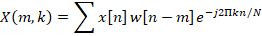 X(m, k) = ∑ x[n] w[n − m] e^{−j2Πkn/N}